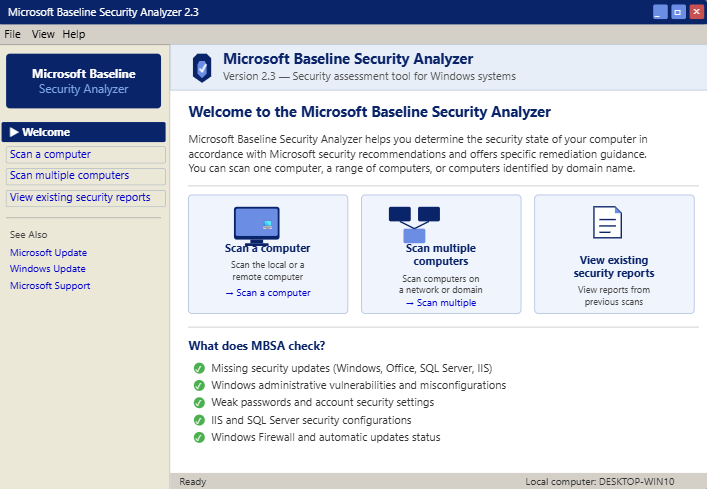 Microsoft Baseline Security Analyzer 2.3
File View Help
Microsoft Baseline
Security Analyzer
▶ Welcome
Scan a computer
Scan multiple computers
View existing security reports
See Also
Microsoft Update
Windows Update
Microsoft Support
Microsoft Baseline Security Analyzer
Version 2.3 — Security assessment tool for Windows systems
Welcome to the Microsoft Baseline Security Analyzer
Microsoft Baseline Security Analyzer helps you determine the security state of your computer in
accordance with Microsoft security recommendations and offers specific remediation guidance.
You can scan one computer, a range of computers, or computers identified by domain name.
Scan a computer
Scan the local or a
remote computer
→ Scan a computer
Scan multiple
computers
Scan computers on
a network or domain
→ Scan multiple
View existing
security reports
View reports from
previous scans
What does MBSA check?
✓ Missing security updates (Windows, Office, SQL Server, IIS)
✓ Windows administrative vulnerabilities and misconfigurations
✓ Weak passwords and account security settings
✓ IIS and SQL Server security configurations
✓ Windows Firewall and automatic updates status
Ready
Local computer: DESKTOP-WIN10